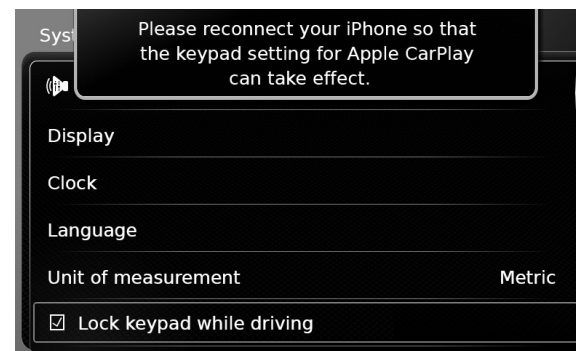 Please reconnect your iPhone so that
the keypad setting for Apple CarPlay
can take effect.
Display
Clock
Language
Unit of measurement Metric
Lock keypad while driving